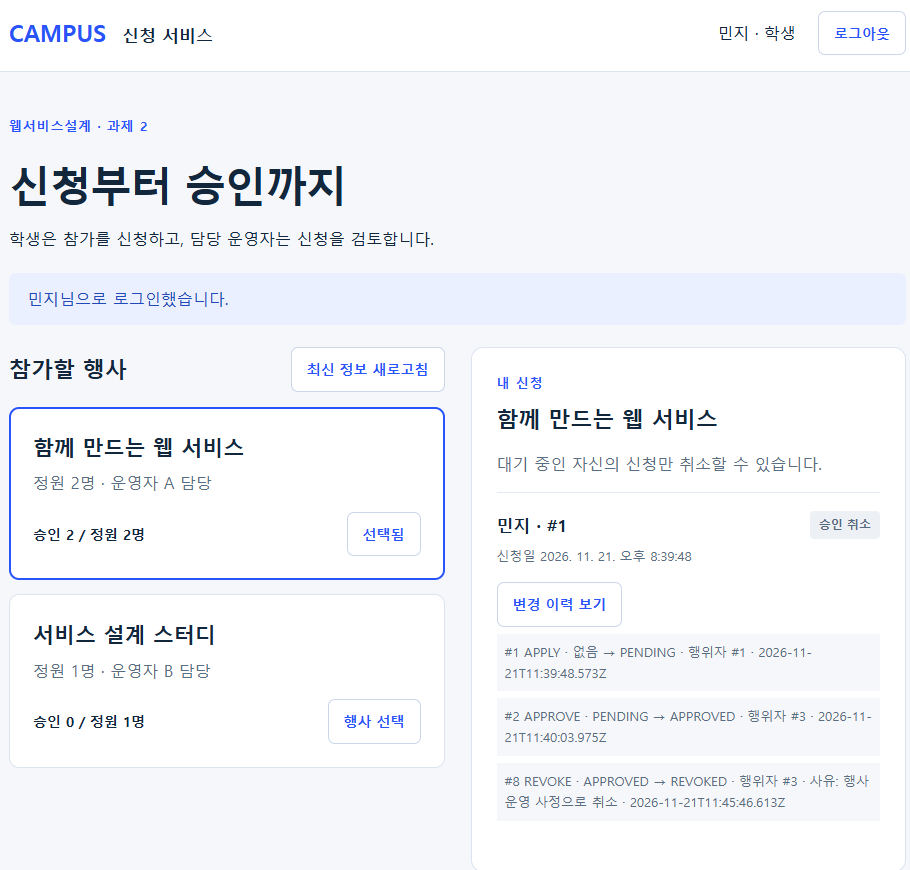 CAMPUS 신청 서비스
민지 · 학생
로그아웃
웹서비스설계 · 과제 2
신청부터 승인까지
학생은 참가를 신청하고, 담당 운영자는 신청을 검토합니다.
민지님으로 로그인했습니다.
참가할 행사
최신 정보 새로고침
함께 만드는 웹 서비스
정원 2명 · 운영자 A 담당
승인 2 / 정원 2명
선택됨
서비스 설계 스터디
정원 1명 · 운영자 B 담당
승인 0 / 정원 1명
행사 선택
내 신청
함께 만드는 웹 서비스
대기 중인 자신의 신청만 취소할 수 있습니다.
민지 · #1
승인 취소
신청일 2026. 11. 21. 오후 8:39:48
변경 이력 보기
#1 APPLY · 없음 → PENDING · 행위자 #1 · 2026-11-
21T11:39:48.573Z
#2 APPROVE · PENDING → APPROVED · 행위자 #3 · 2026-11-
21T11:40:03.975Z
#8 REVOKE · APPROVED → REVOKED · 행위자 #3 · 사유: 행사
운영 사정으로 취소 · 2026-11-21T11:45:46.613Z